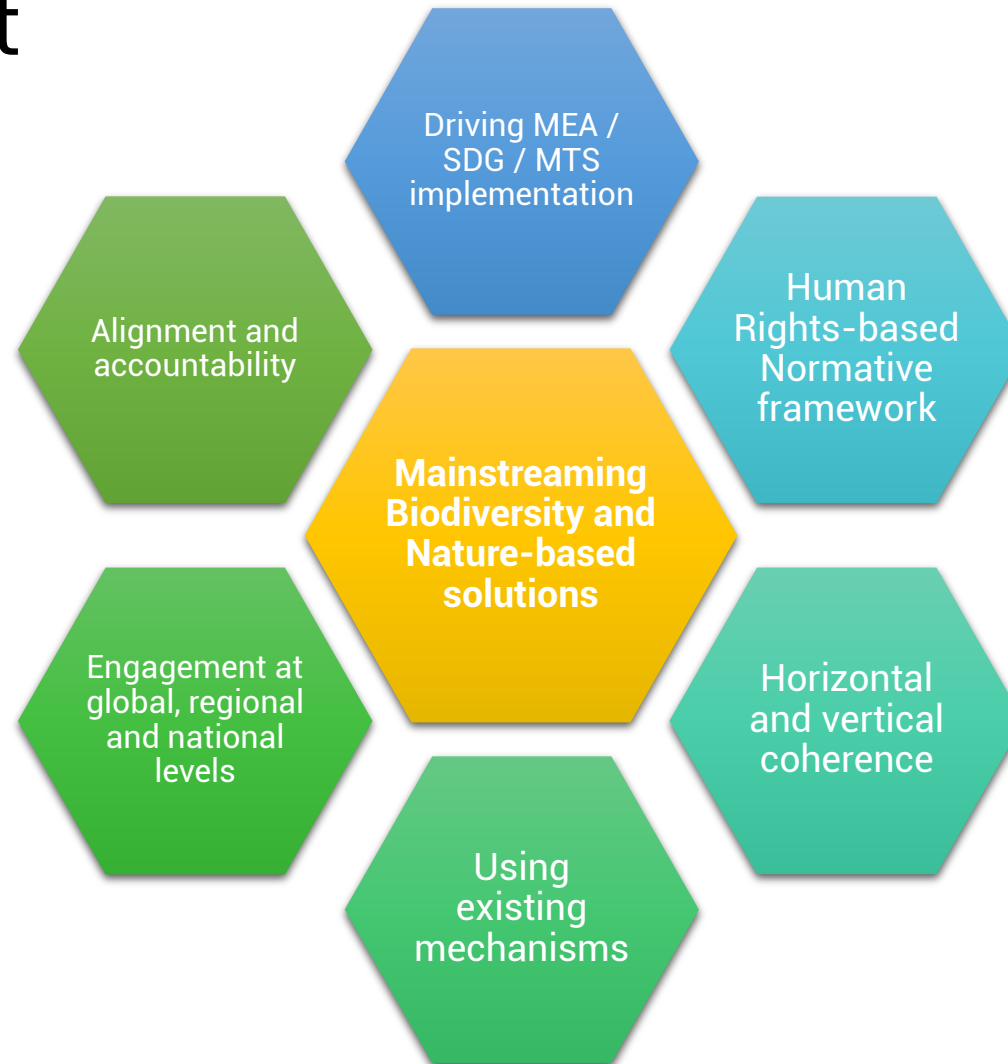 t
Driving MEA /
SDG / MTS
implementation
Human
Rights-based
Normative
framework
Alignment and
accountability
Mainstreaming
Biodiversity and
Nature-based
solutions
Engagement at
global, regional
and national
levels
Horizontal
and vertical
coherence
Using
existing
mechanisms